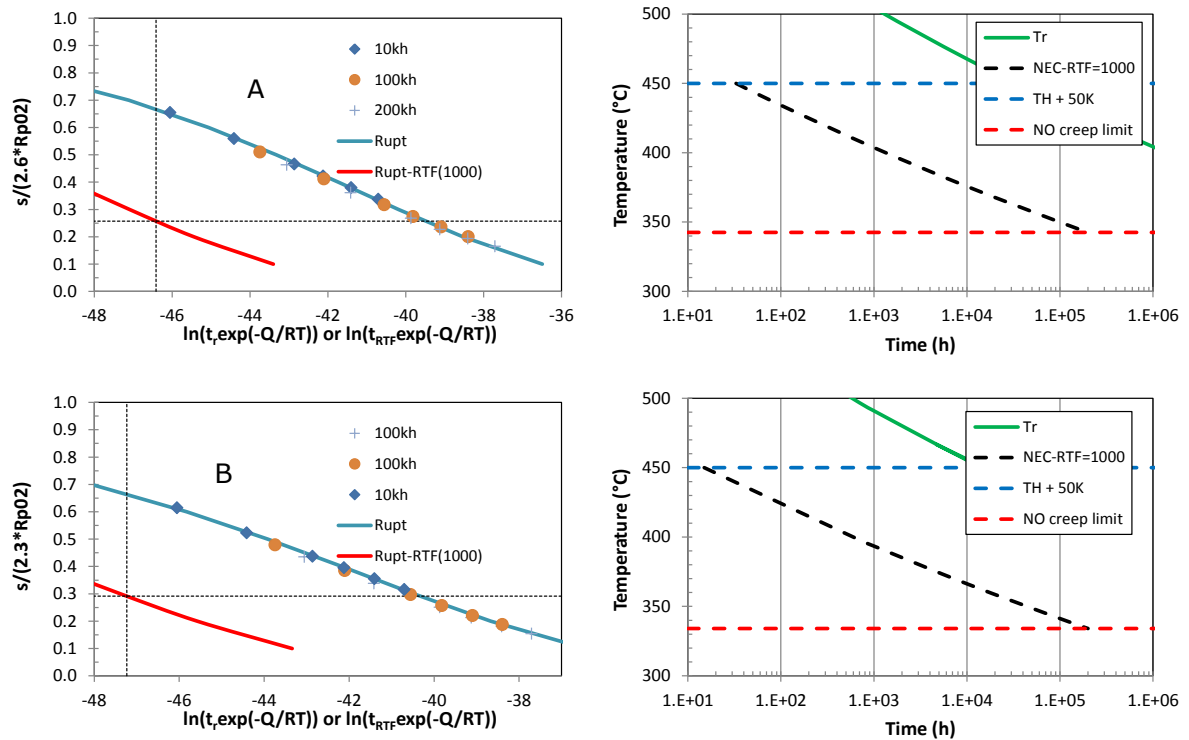 1.0
0.9
0.8
0.7
0.6
0.5
0.4
0.3
0.2
0.1
0.0
s/(2.6*Rp02)
A
10kh
100kh
200kh
Rupt
Rupt-RTF(1000)
-48 -46 -44 -42 -40 -38 -36
ln(trexp(-Q/RT)) or ln(tRTFexp(-Q/RT))
500
450
400
350
300
Temperature (°C)
Tr
NEC-RTF=1000
TH + 50K
NO creep limit
1.E+01 1.E+02 1.E+03 1.E+04 1.E+05 1.E+06
Time (h)
1.0
0.9
0.8
0.7
0.6
0.5
0.4
0.3
0.2
0.1
0.0
s/(2.3*Rp02)
B
100kh
100kh
10kh
Rupt
Rupt-RTF(1000)
-48 -46 -44 -42 -40 -38
ln(trexp(-Q/RT)) or ln(tRTFexp(-Q/RT))
500
450
400
350
300
Temperature (°C)
Tr
NEC-RTF=1000
TH + 50K
NO creep limit
1.E+01 1.E+02 1.E+03 1.E+04 1.E+05 1.E+06
Time (h)